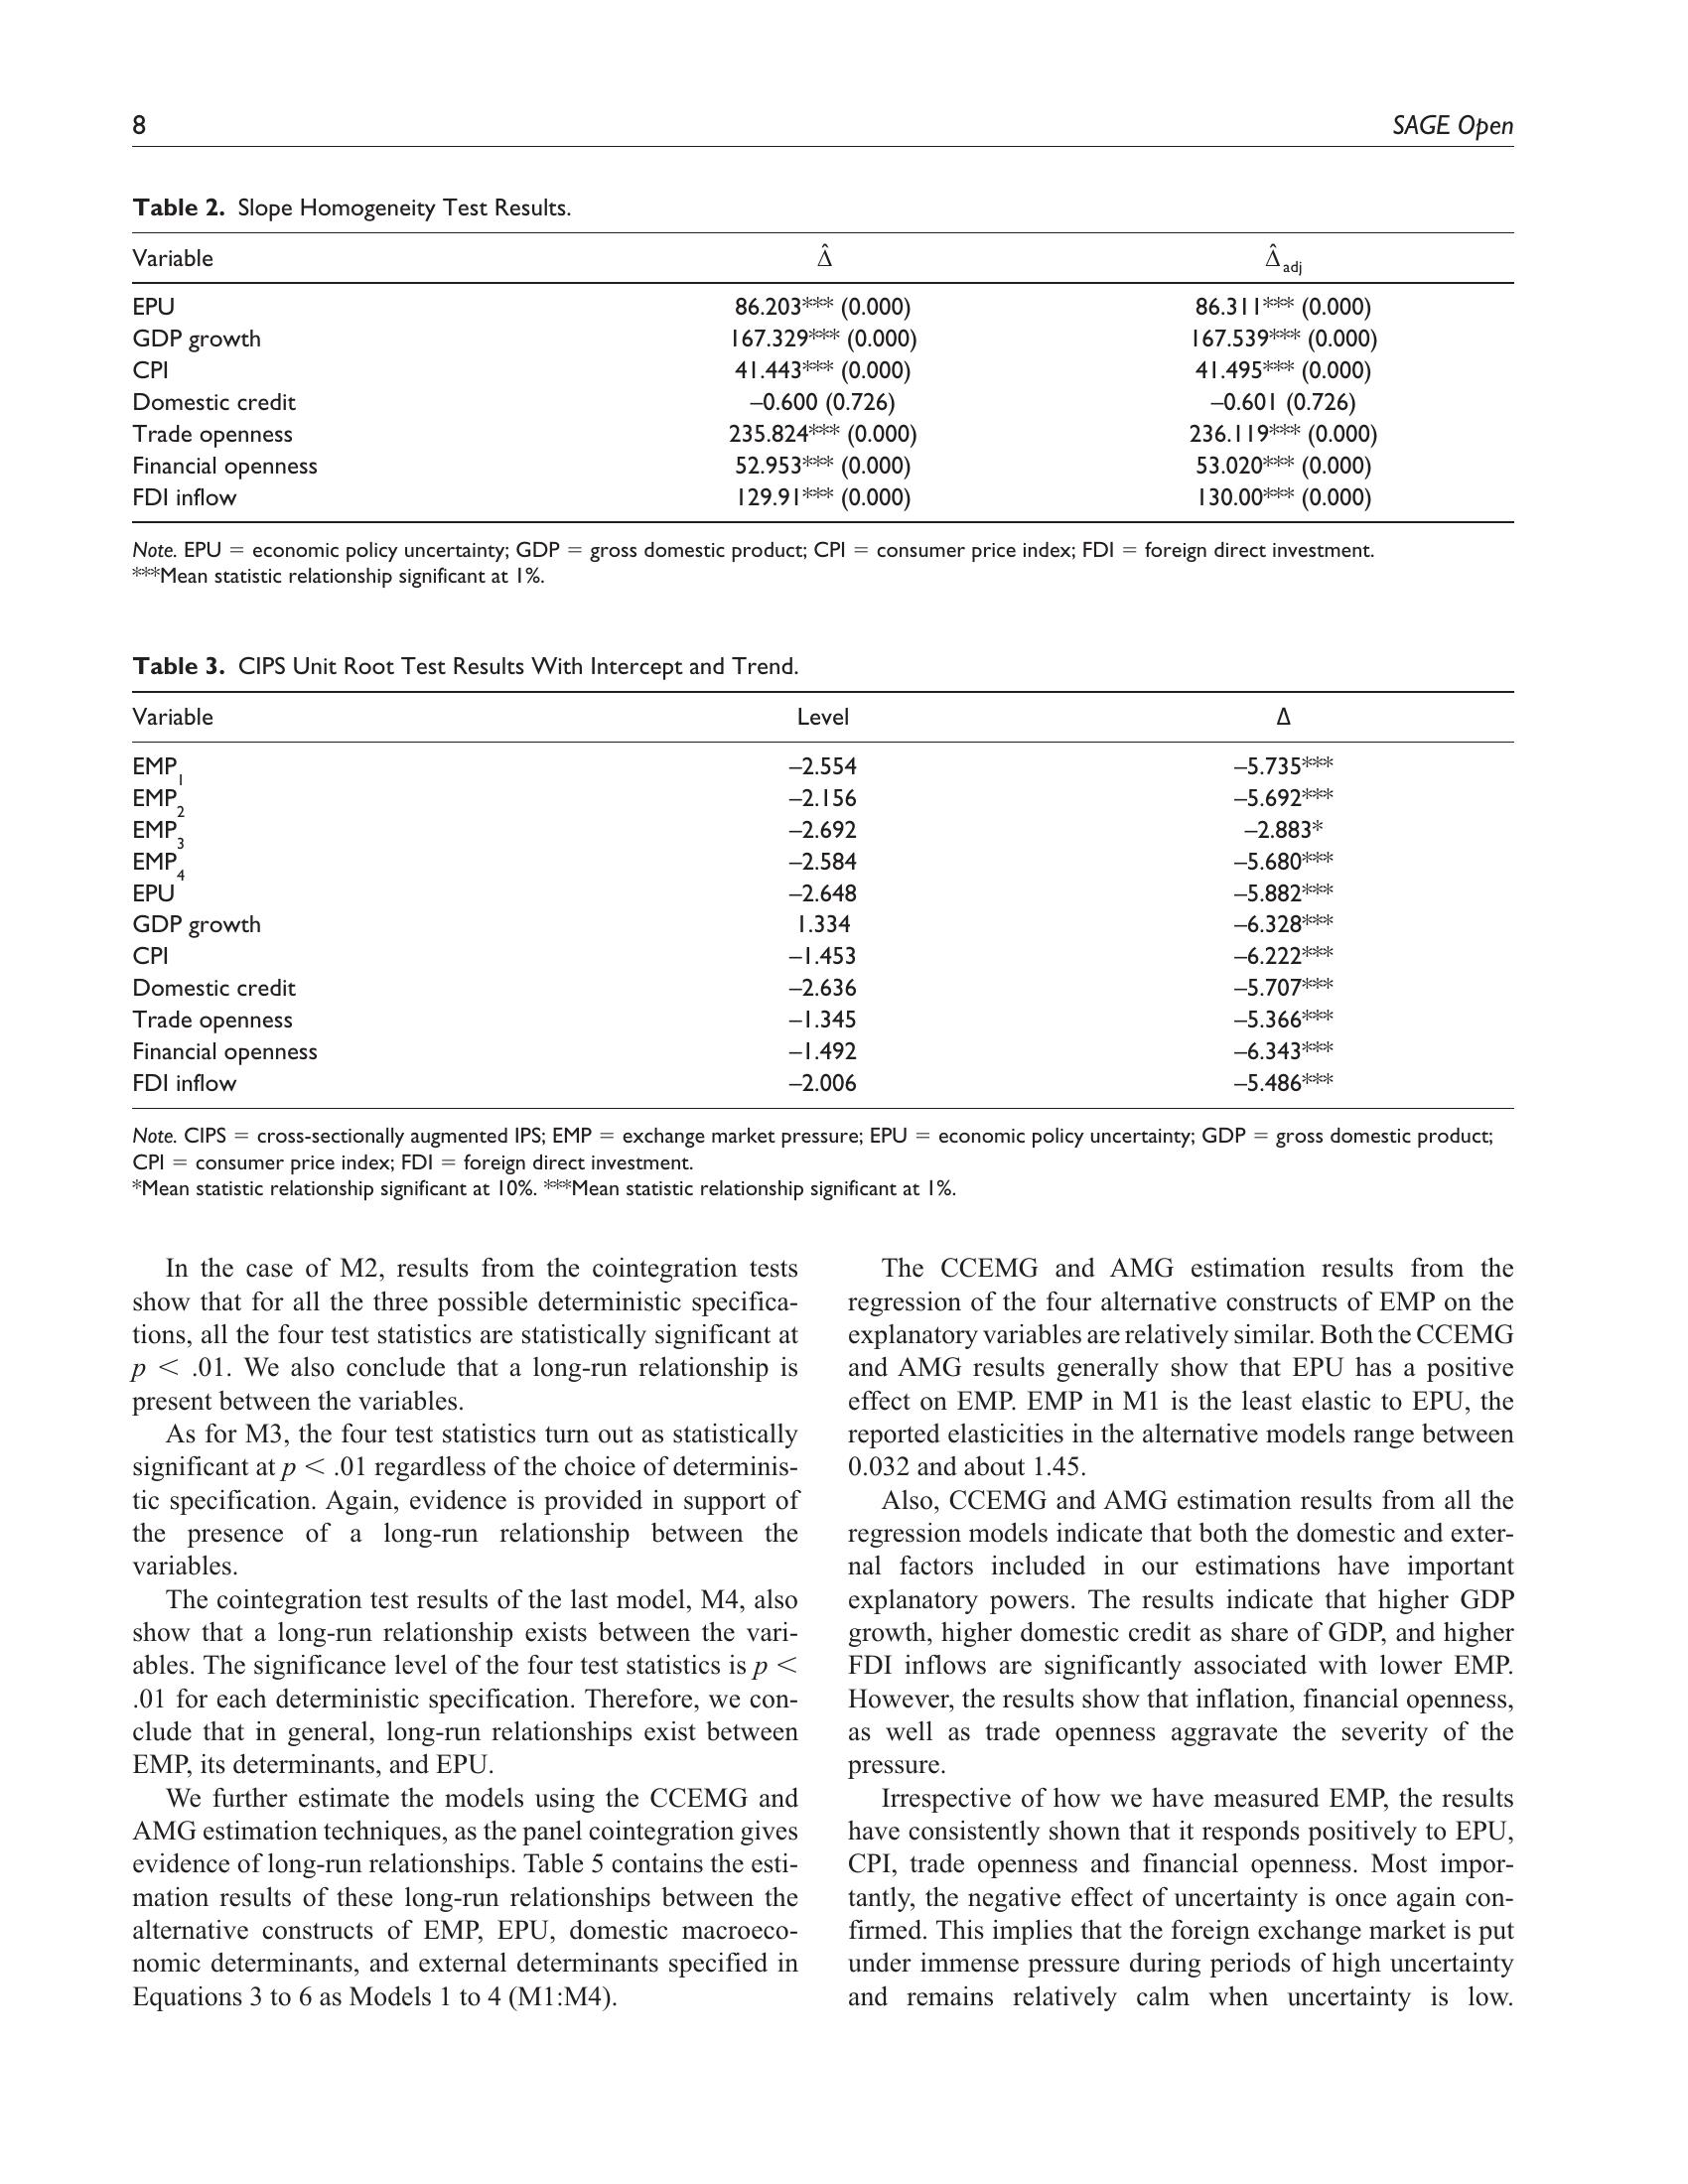 8 SAGE Open
Table 2. Slope Homogeneity Test Results.
Variable Δ̂ Δ̂adj
EPU 86.203*** (0.000) 86.311*** (0.000)
GDP growth 167.329*** (0.000) 167.539*** (0.000)
CPI 41.443*** (0.000) 41.495*** (0.000)
Domestic credit –0.600 (0.726) –0.601 (0.726)
Trade openness 235.824*** (0.000) 236.119*** (0.000)
Financial openness 52.953*** (0.000) 53.020*** (0.000)
FDI inflow 129.91*** (0.000) 130.00*** (0.000)
Note. EPU = economic policy uncertainty; GDP = gross domestic product; CPI = consumer price index; FDI = foreign direct investment.
***Mean statistic relationship significant at 1%.
Table 3. CIPS Unit Root Test Results With Intercept and Trend.
Variable Level Δ
EMP1 –2.554 –5.735***
EMP2 –2.156 –5.692***
EMP3 –2.692 –2.883*
EMP4 –2.584 –5.680***
EPU –2.648 –5.882***
GDP growth 1.334 –6.328***
CPI –1.453 –6.222***
Domestic credit –2.636 –5.707***
Trade openness –1.345 –5.366***
Financial openness –1.492 –6.343***
FDI inflow –2.006 –5.486***
Note. CIPS = cross-sectionally augmented IPS; EMP = exchange market pressure; EPU = economic policy uncertainty; GDP = gross domestic product;
CPI = consumer price index; FDI = foreign direct investment.
*Mean statistic relationship significant at 10%. ***Mean statistic relationship significant at 1%.
In the case of M2, results from the cointegration tests
show that for all the three possible deterministic specifica-
tions, all the four test statistics are statistically significant at
p < .01. We also conclude that a long-run relationship is
present between the variables.
As for M3, the four test statistics turn out as statistically
significant at p < .01 regardless of the choice of determinis-
tic specification. Again, evidence is provided in support of
the presence of a long-run relationship between the
variables.
The cointegration test results of the last model, M4, also
show that a long-run relationship exists between the vari-
ables. The significance level of the four test statistics is p <
.01 for each deterministic specification. Therefore, we con-
clude that in general, long-run relationships exist between
EMP, its determinants, and EPU.
We further estimate the models using the CCEMG and
AMG estimation techniques, as the panel cointegration gives
evidence of long-run relationships. Table 5 contains the esti-
mation results of these long-run relationships between the
alternative constructs of EMP, EPU, domestic macroeco-
nomic determinants, and external determinants specified in
Equations 3 to 6 as Models 1 to 4 (M1:M4).
The CCEMG and AMG estimation results from the
regression of the four alternative constructs of EMP on the
explanatory variables are relatively similar. Both the CCEMG
and AMG results generally show that EPU has a positive
effect on EMP. EMP in M1 is the least elastic to EPU, the
reported elasticities in the alternative models range between
0.032 and about 1.45.
Also, CCEMG and AMG estimation results from all the
regression models indicate that both the domestic and exter-
nal factors included in our estimations have important
explanatory powers. The results indicate that higher GDP
growth, higher domestic credit as share of GDP, and higher
FDI inflows are significantly associated with lower EMP.
However, the results show that inflation, financial openness,
as well as trade openness aggravate the severity of the
pressure.
Irrespective of how we have measured EMP, the results
have consistently shown that it responds positively to EPU,
CPI, trade openness and financial openness. Most impor-
tantly, the negative effect of uncertainty is once again con-
firmed. This implies that the foreign exchange market is put
under immense pressure during periods of high uncertainty
and remains relatively calm when uncertainty is low.